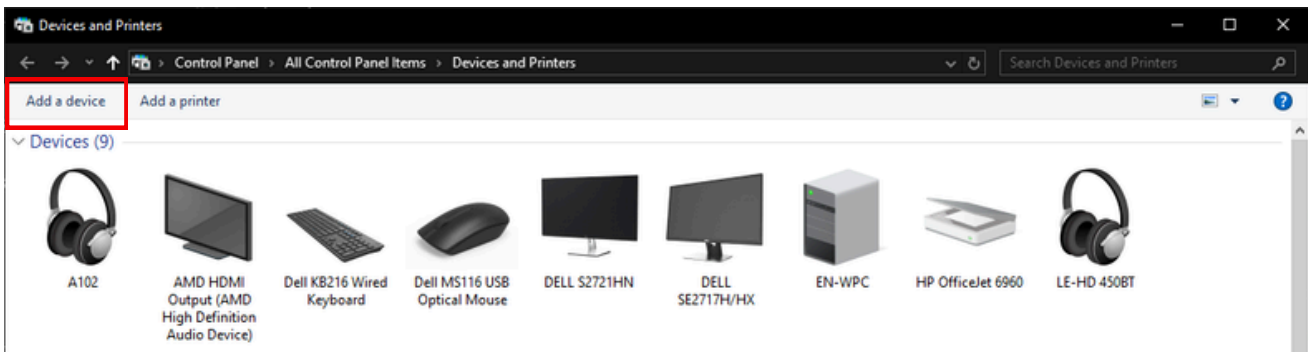 Devices and Printers
Control Panel > All Control Panel Items > Devices and Printers
Search Devices and Printers
Add a device
Add a printer
?
Devices (9)
A102
AMD HDMI
Output (AMD
High Definition
Audio Device)
Dell KB216 Wired
Keyboard
Dell MS116 USB
Optical Mouse
DELL S2721HN
DELL
SE2717H/HX
EN-WPC
HP OfficeJet 6960
LE-HD 450BT